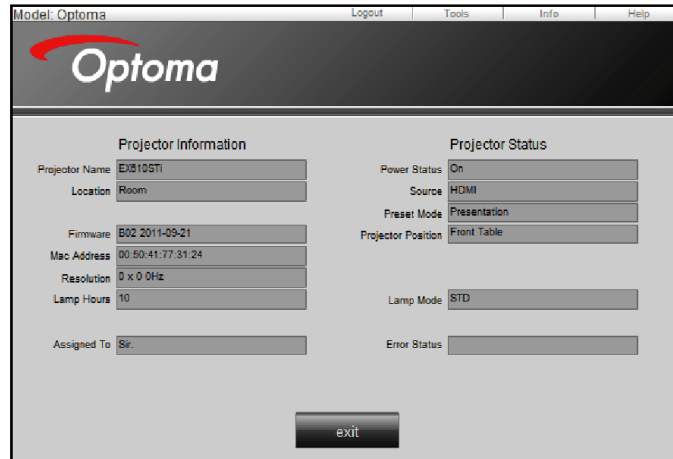 Model: Optoma Logout Tools Info Help
Optoma
Projector Information Projector Status
Projector Name EX610STi Power Status On
Location Room Source HDMI
Preset Mode Presentation
Firmware B02 2011-09-21 Projector Position Front Table
Mac Address 00:50:41:77:31:24
Resolution 0 x 0 0Hz
Lamp Hours 10 Lamp Mode STD
Assigned To Sir. Error Status
exit